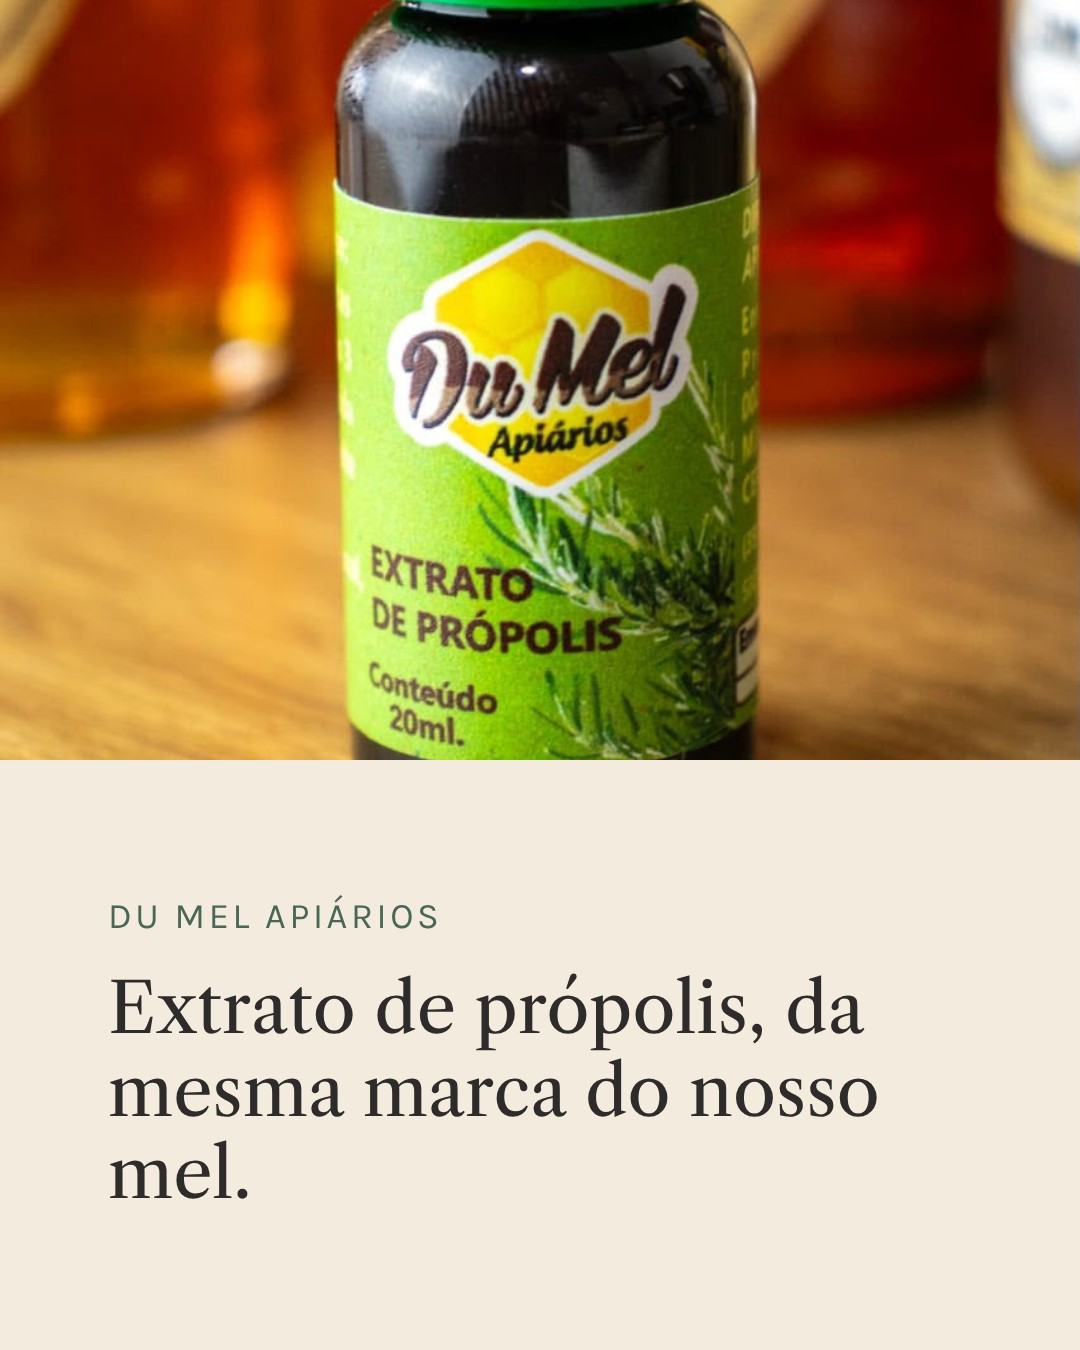 Du Mel
Apiários
EXTRATO
DE PRÓPOLIS
Conteúdo
20ml.
DU MEL APIÁRIOS
Extrato de própolis, da
mesma marca do nosso
mel.